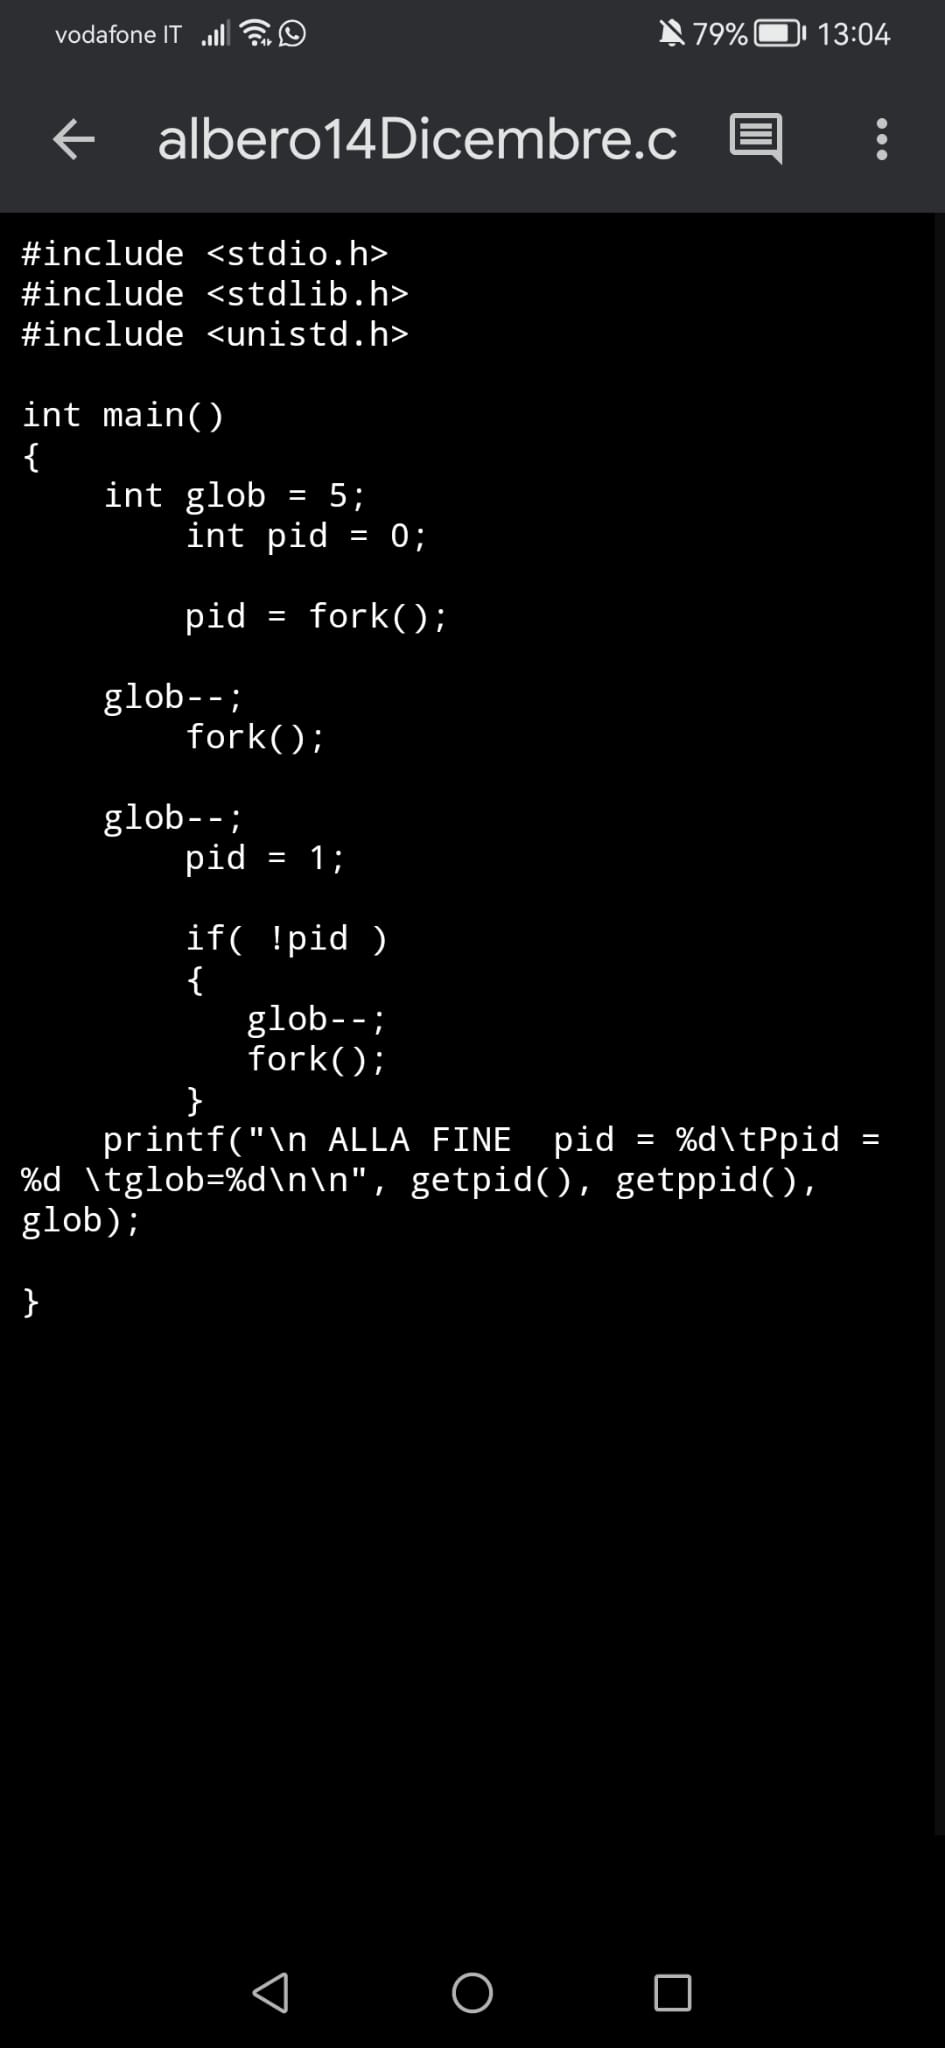 vodafone IT 79% 13:04
albero14Dicembre.c
#include <stdio.h>
#include <stdlib.h>
#include <unistd.h>
int main()
{
int glob = 5;
int pid = 0;
pid = fork();
glob--;
fork();
glob--;
pid = 1;
if( !pid )
{
glob--;
fork();
}
printf("\n ALLA FINE  pid = %d\tPpid =
%d \tglob=%d\n\n", getpid(), getppid(),
glob);
}